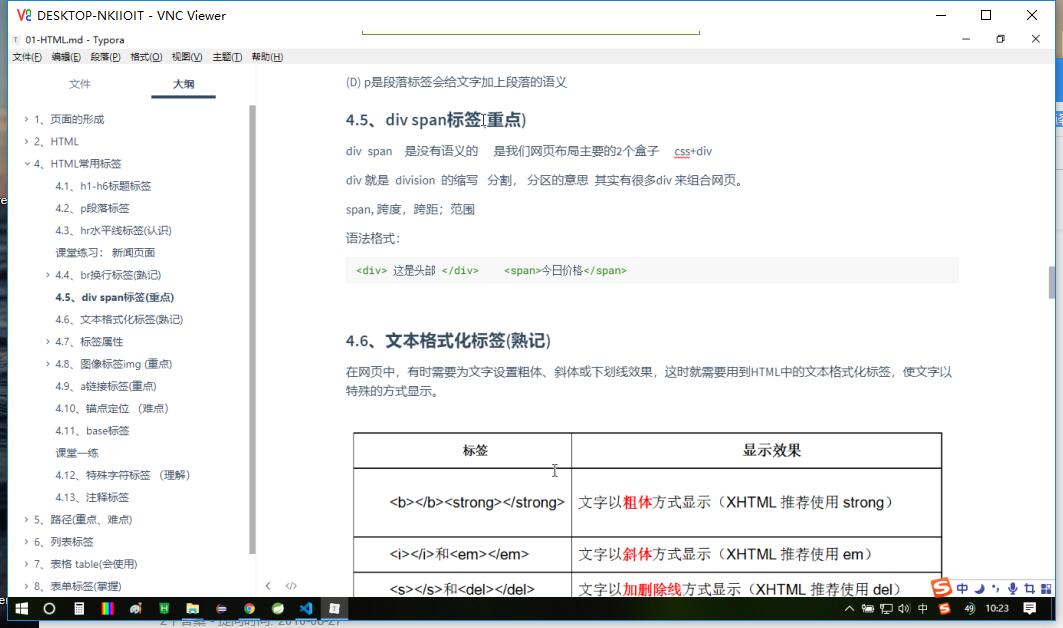 DESKTOP-NKIIOIT - VNC Viewer
01-HTML.md - Typora
文件(F) 编辑(E) 段落(P) 格式(O) 视图(V) 主题(T) 帮助(H)
文件 大纲
1、页面的形成
2、HTML
4、HTML常用标签
4.1、h1-h6标题标签
4.2、p段落标签
4.3、hr水平线标签(认识)
课堂练习： 新闻页面
4.4、br换行标签(熟记)
4.5、div span标签(重点)
4.6、文本格式化标签(熟记)
4.7、标签属性
4.8、图像标签img (重点)
4.9、a链接标签(重点)
4.10、锚点定位 （难点）
4.11、base标签
课堂一练
4.12、特殊字符标签 （理解）
4.13、注释标签
5、路径(重点、难点)
6、列表标签
7、表格 table(会使用)
8、表单标签(掌握)
(D) p是段落标签会给文字加上段落的语义
4.5、div span标签(重点)
div span 是没有语义的 是我们网页布局主要的2个盒子 css+div
div 就是 division 的缩写 分割， 分区的意思 其实有很多div 来组合网页。
span, 跨度，跨距；范围
语法格式：
<div> 这是头部 </div> <span>今日价格</span>
4.6、文本格式化标签(熟记)
在网页中，有时需要为文字设置粗体、斜体或下划线效果，这时就需要用到HTML中的文本格式化标签，使文字以
特殊的方式显示。
标签 显示效果
<b></b><strong></strong> 文字以粗体方式显示（XHTML 推荐使用 strong）
<i></i>和<em></em> 文字以斜体方式显示（XHTML 推荐使用 em）
<s></s>和<del></del> 文字以加删除线方式显示（XHTML 推荐使用 del）
中
中 49 10:23